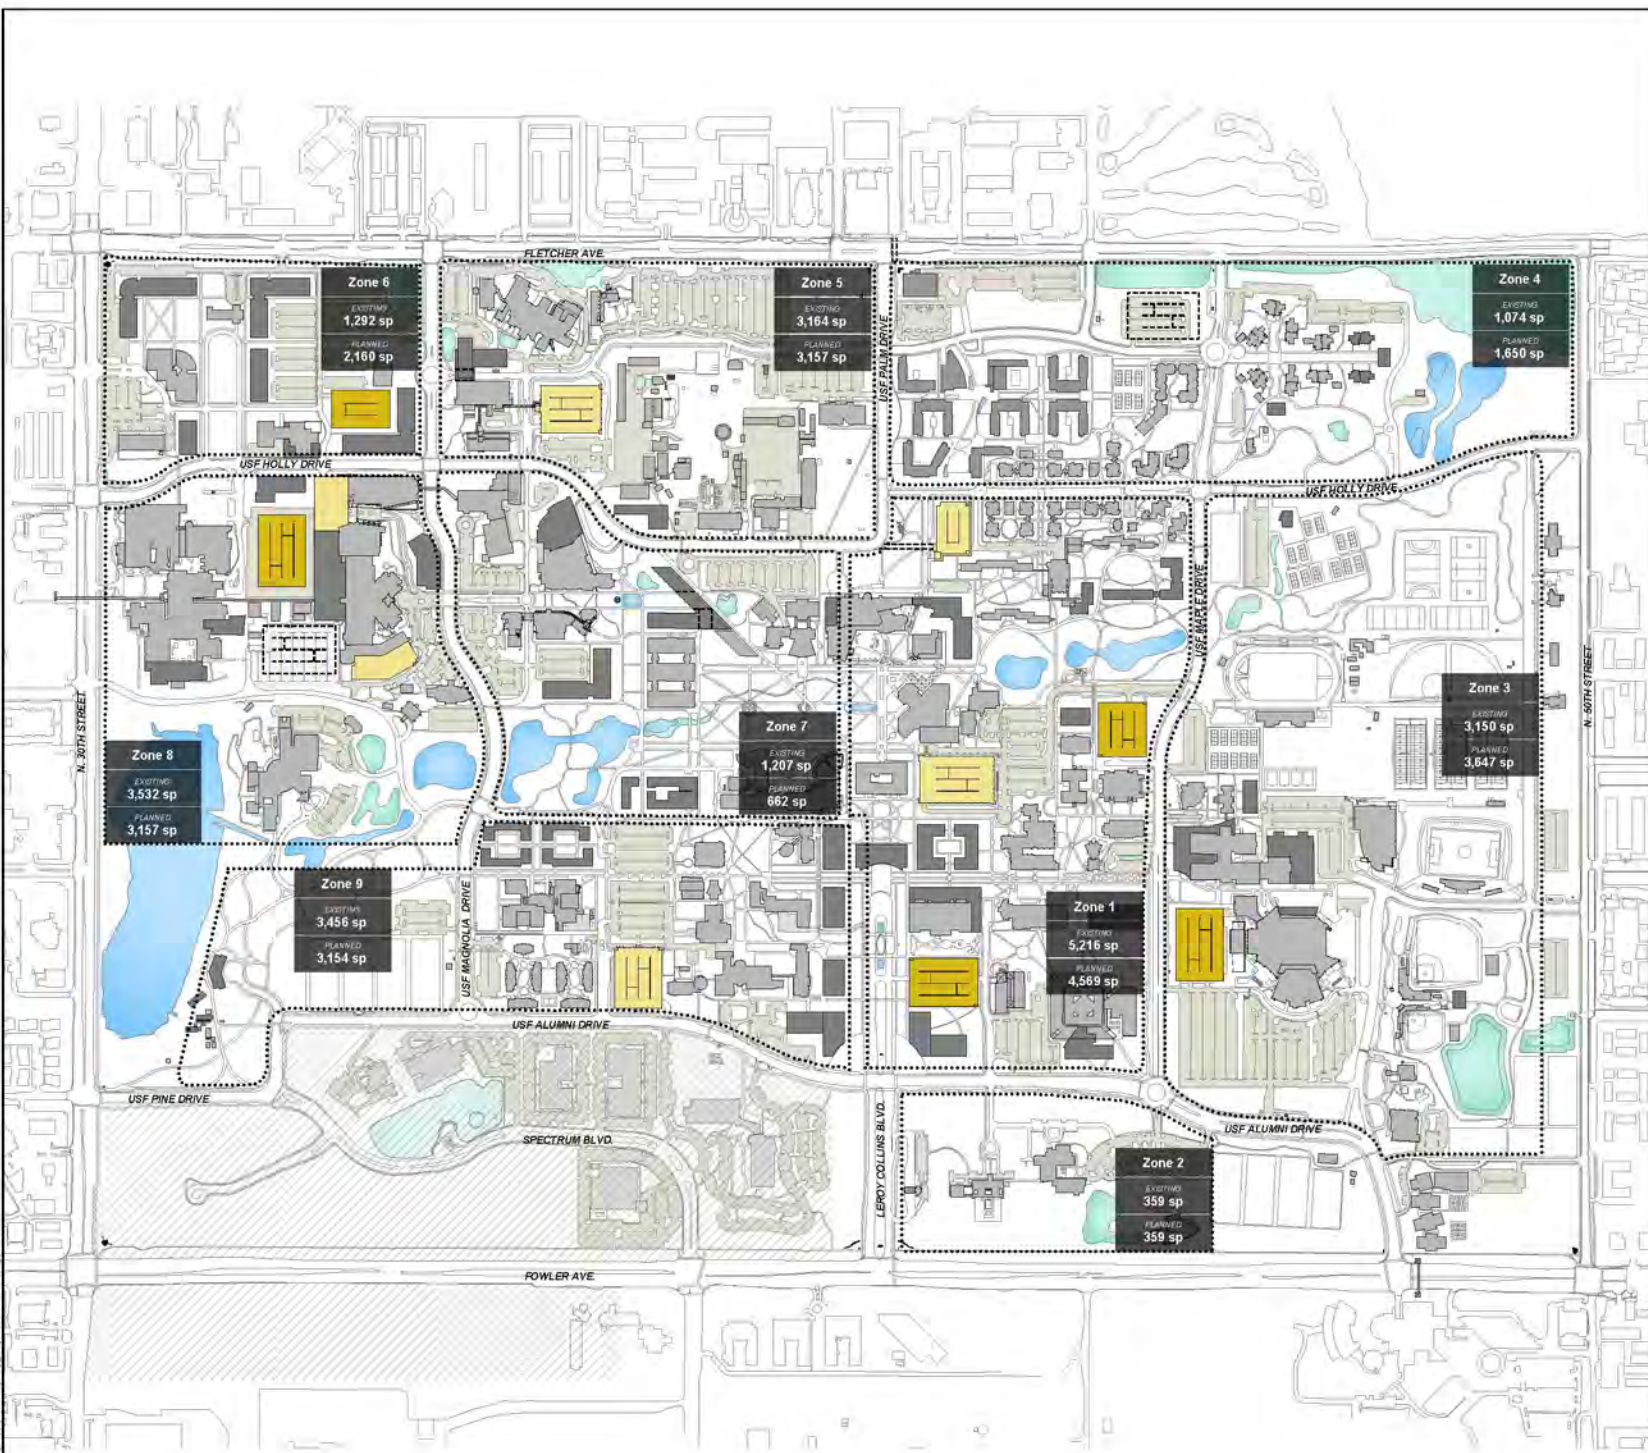 FLETCHER AVE.
Zone 6
EXISTING
1,292 sp
PLANNED
2,160 sp
Zone 5
EXISTING
3,164 sp
PLANNED
3,157 sp
USF PALM DRIVE
Zone 4
EXISTING
1,074 sp
PLANNED
1,650 sp
USF HOLLY DRIVE
USF HOLLY DRIVE
USF MAPLE DRIVE
N. 30TH STREET
N. 50TH STREET
Zone 3
EXISTING
3,150 sp
PLANNED
3,647 sp
Zone 7
EXISTING
1,207 sp
PLANNED
662 sp
Zone 8
EXISTING
3,532 sp
PLANNED
3,157 sp
Zone 9
EXISTING
3,456 sp
PLANNED
3,154 sp
USF MAGNOLIA DRIVE
Zone 1
EXISTING
5,216 sp
PLANNED
4,569 sp
USF ALUMNI DRIVE
USF PINE DRIVE
SPECTRUM BLVD.
LEROY COLLINS BLVD.
USF ALUMNI DRIVE
Zone 2
EXISTING
359 sp
PLANNED
359 sp
FOWLER AVE.